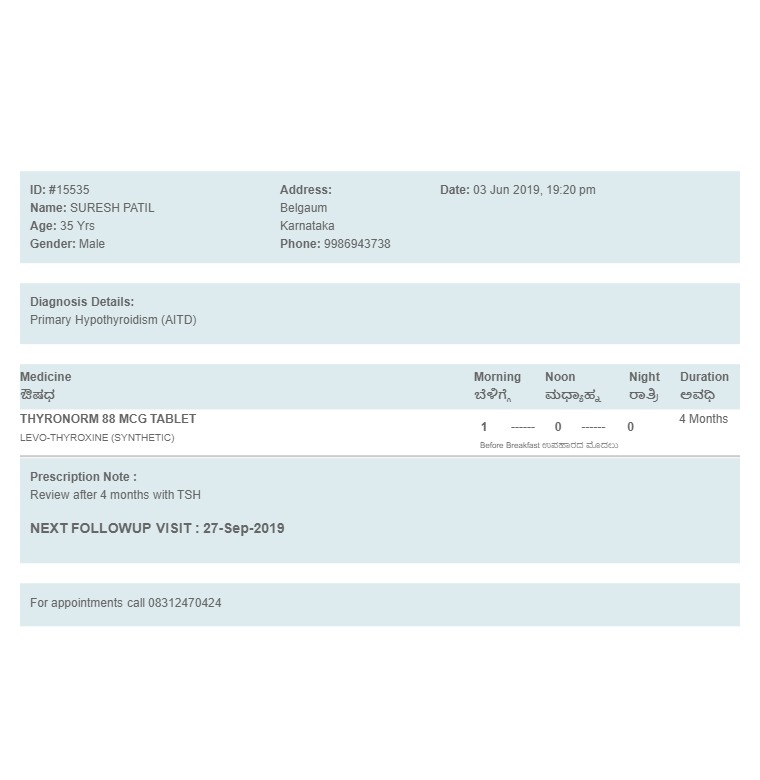 ID: #15535
Name: SURESH PATIL
Age: 35 Yrs
Gender: Male
Address:
Belgaum
Karnataka
Phone: 9986943738
Date: 03 Jun 2019, 19:20 pm
Diagnosis Details:
Primary Hypothyroidism (AITD)
Medicine Morning Noon Night Duration
ಔಷಧ ಬೆಳಿಗ್ಗೆ ಮಧ್ಯಾಹ್ನ ರಾತ್ರಿ ಅವಧಿ
THYRONORM 88 MCG TABLET 4 Months
1 ------ 0 ------ 0
LEVO-THYROXINE (SYNTHETIC)
Before Breakfast ಉಪಹಾರದ ಮೊದಲು
Prescription Note :
Review after 4 months with TSH
NEXT FOLLOWUP VISIT : 27-Sep-2019
For appointments call 08312470424